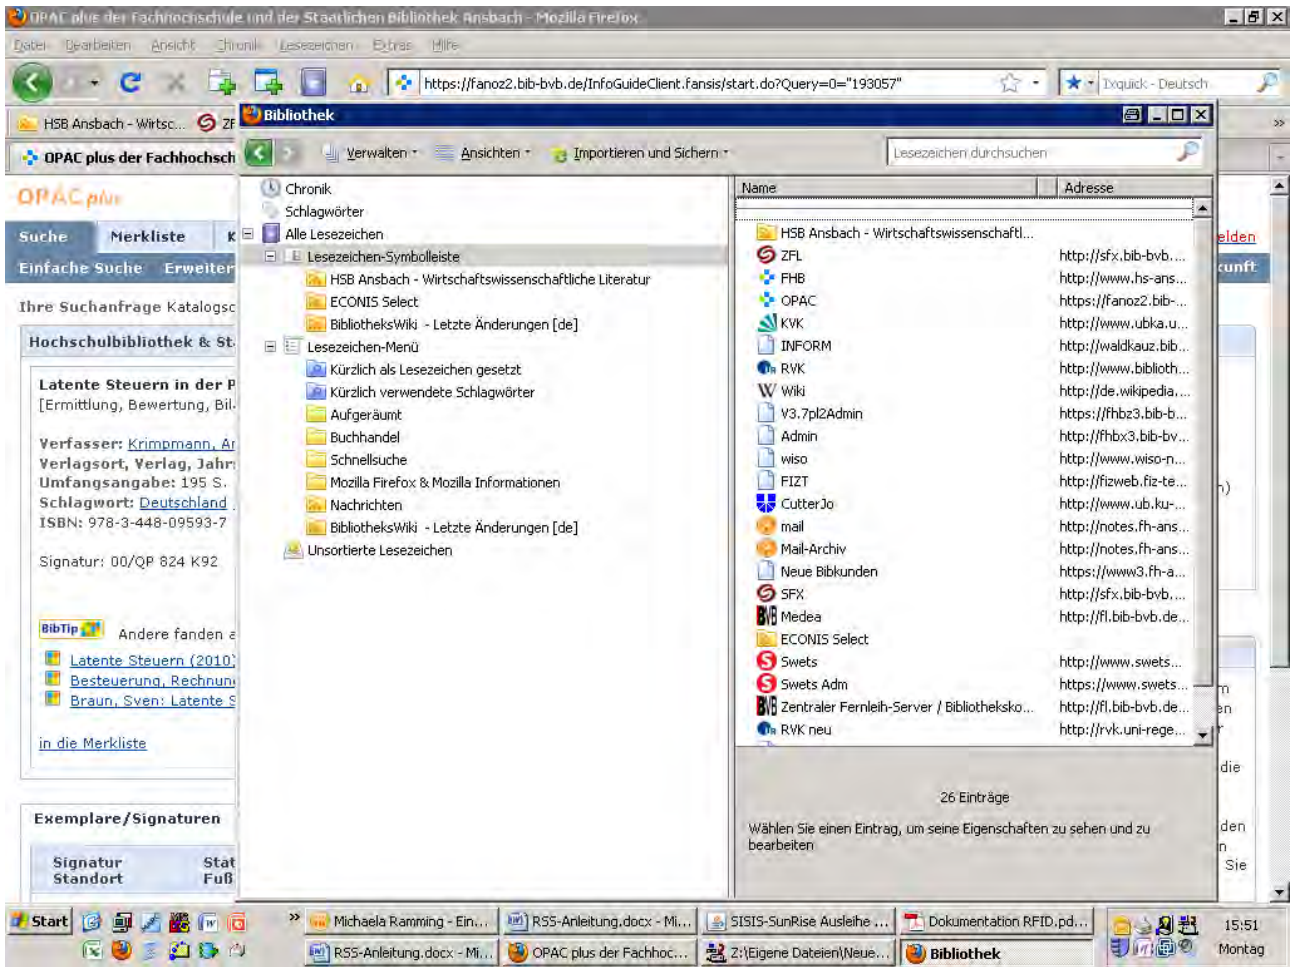 OPAC plus der Fachhochschule und der Staatlichen Bibliothek Ansbach - Mozilla Firefox
Datei Bearbeiten Ansicht Chronik Lesezeichen Extras Hilfe
https://fanoz2.bib-bvb.de/InfoGuideClient.fansis/start.do?Query=0="193057"
Ixquick - Deutsch
HSB Ansbach - Wirtsc... ZF
OPAC plus der Fachhochsch
OPAC plus
Suche Merkliste K
elden
Einfache Suche Erweiter
kunft
Ihre Suchanfrage Katalogsc
Hochschulbibliothek & St
Latente Steuern in der P
[Ermittlung, Bewertung, Bil
Verfasser: Krimpmann, An
Verlagsort, Verlag, Jahr:
Umfangsangabe: 195 S.
Schlagwort: Deutschland
ISBN: 978-3-448-09593-7
Signatur: 00/QP 824 K92
BibTip Andere fanden a
Latente Steuern (2010)
Besteuerung, Rechnun
Braun, Sven: Latente S
in die Merkliste
Exemplare/Signaturen
Signatur Stat
Standort Fuß
Bibliothek
Verwalten Ansichten Importieren und Sichern
Lesezeichen durchsuchen
Chronik
Schlagwörter
Alle Lesezeichen
Lesezeichen-Symbolleiste
HSB Ansbach - Wirtschaftswissenschaftliche Literatur
ECONIS Select
BibliotheksWiki - Letzte Änderungen [de]
Lesezeichen-Menü
Kürzlich als Lesezeichen gesetzt
Kürzlich verwendete Schlagwörter
Aufgeräumt
Buchhandel
Schnellsuche
Mozilla Firefox & Mozilla Informationen
Nachrichten
BibliotheksWiki - Letzte Änderungen [de]
Unsortierte Lesezeichen
Name Adresse
HSB Ansbach - Wirtschaftswissenschaftl...
ZFL http://sfx.bib-bvb....
FHB http://www.hs-ans...
OPAC https://fanoz2.bib-...
KVK http://www.ubka.u...
INFORM http://waldkauz.bib...
RVK http://www.biblioth...
Wiki http://de.wikipedia....
V3.7pl2Admin https://fhbz3.bib-b...
Admin http://fhbx3.bib-bv...
wiso http://www.wiso-n...
FIZT http://fizweb.fiz-te...
CutterJo http://www.ub.ku-...
mail http://notes.fh-ans...
Mail-Archiv http://notes.fh-ans...
Neue Bibkunden https://www3.fh-a...
SFX http://sfx.bib-bvb....
Medea http://fl.bib-bvb.de...
ECONIS Select
Swets http://www.swets...
Swets Adm https://www.swets...
Zentraler Fernleih-Server / Bibliotheksko... http://fl.bib-bvb.de...
RVK neu http://rvk.uni-rege...
26 Einträge
Wählen Sie einen Eintrag, um seine Eigenschaften zu sehen und zu
bearbeiten
n)
m
en
r
die
den
n
Sie
Start
Michaela Ramming - Ein... RSS-Anleitung.docx - Mi... SISIS-SunRise Ausleihe ... Dokumentation RFID.pd...
15:51
RSS-Anleitung.docx - Mi... OPAC plus der Fachhoc... Z:\Eigene Dateien\Neue... Bibliothek
Montag